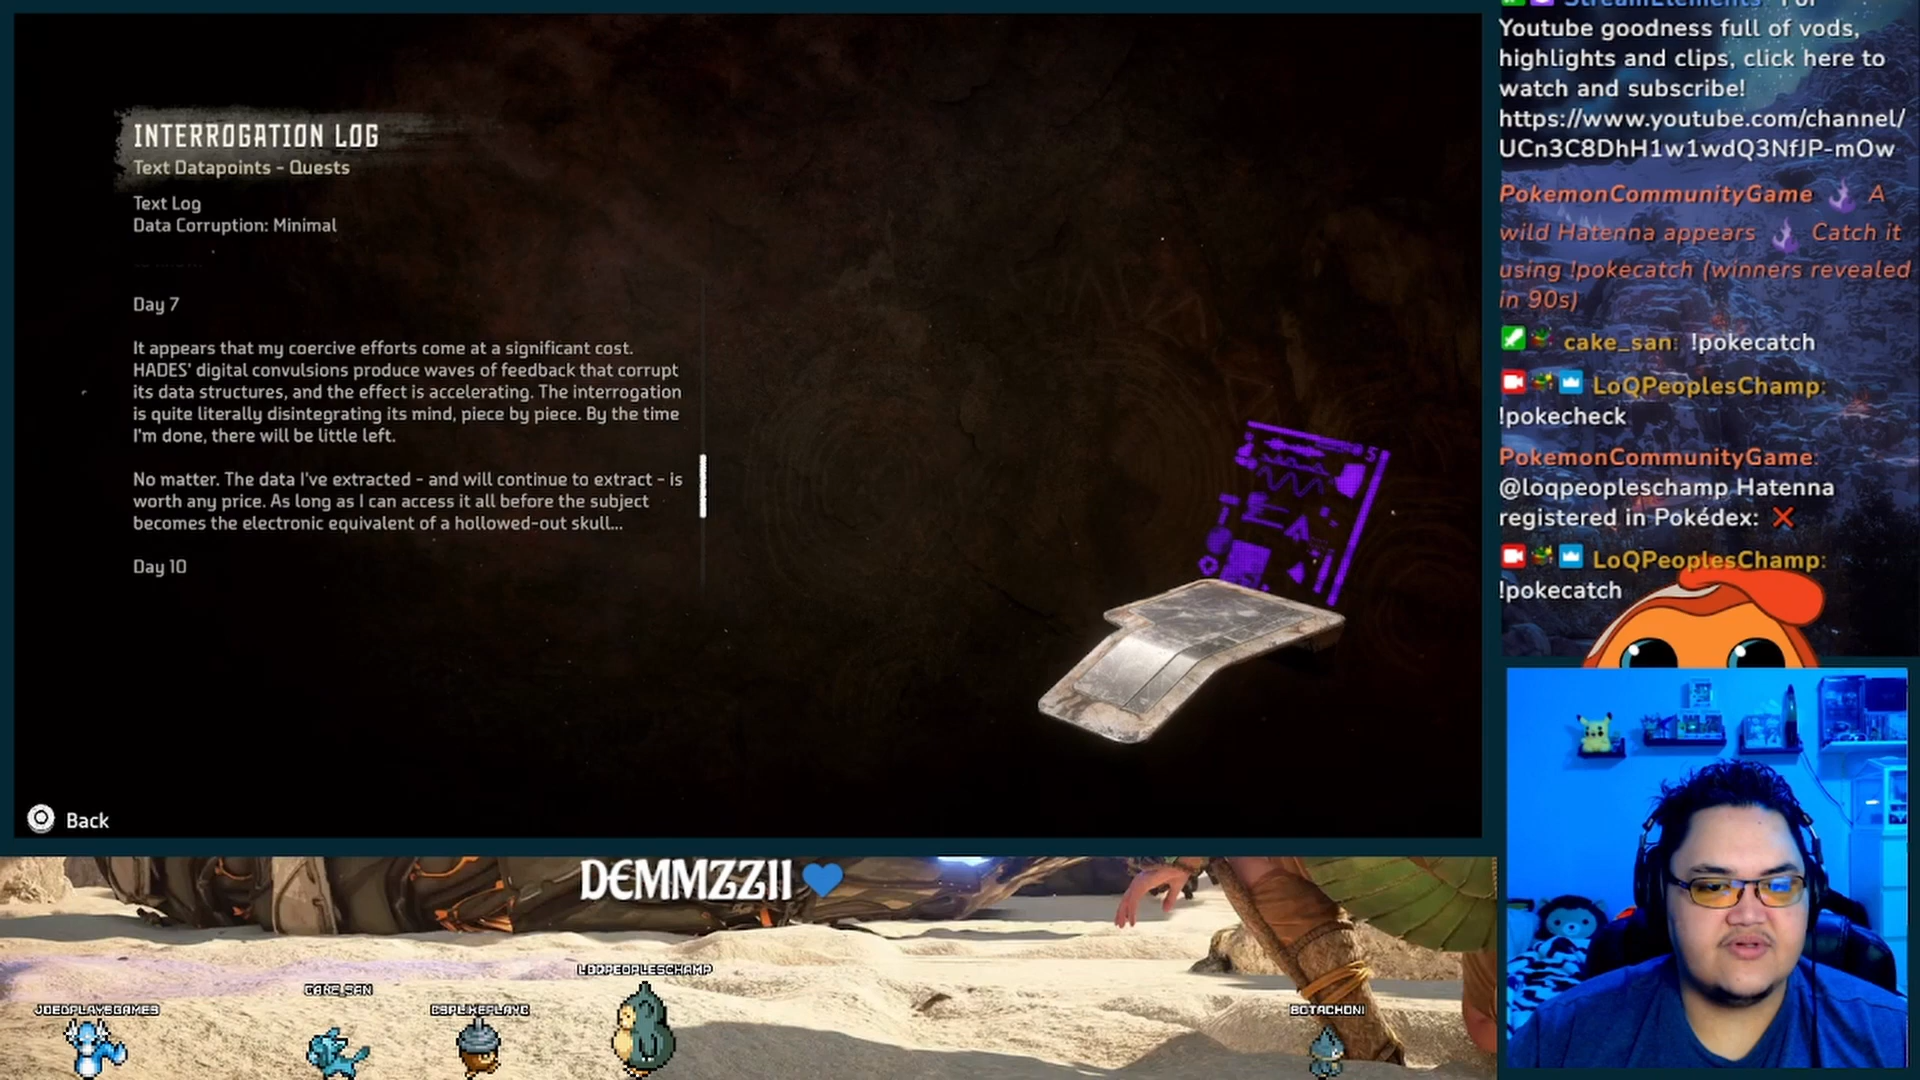 INTERROGATION LOG
Text Datapoints - Quests
Text Log
Data Corruption: Minimal
Day 7
It appears that my coercive efforts come at a significant cost.
HADES' digital convulsions produce waves of feedback that corrupt
its data structures, and the effect is accelerating. The interrogation
is quite literally disintegrating its mind, piece by piece. By the time
I'm done, there will be little left.
No matter. The data I've extracted - and will continue to extract - is
worth any price. As long as I can access it all before the subject
becomes the electronic equivalent of a hollowed-out skull...
Day 10
Back
StreamElements: For
Youtube goodness full of vods,
highlights and clips, click here to
watch and subscribe!
https://www.youtube.com/channel/
UCn3C8DhH1w1wdQ3NfJP-mOw
PokemonCommunityGame A
wild Hatenna appears Catch it
using !pokecatch (winners revealed
in 90s)
cake_san: !pokecatch
LoQPeoplesChamp:
!pokecheck
PokemonCommunityGame:
@loqpeopleschamp Hatenna
registered in Pokédex: ❌
LoQPeoplesChamp:
!pokecatch
DEMMZZII
LOQPEOPLESCHAMP
CAKE_SAN
JOEDPLAYSGAMES
BOTACHONI